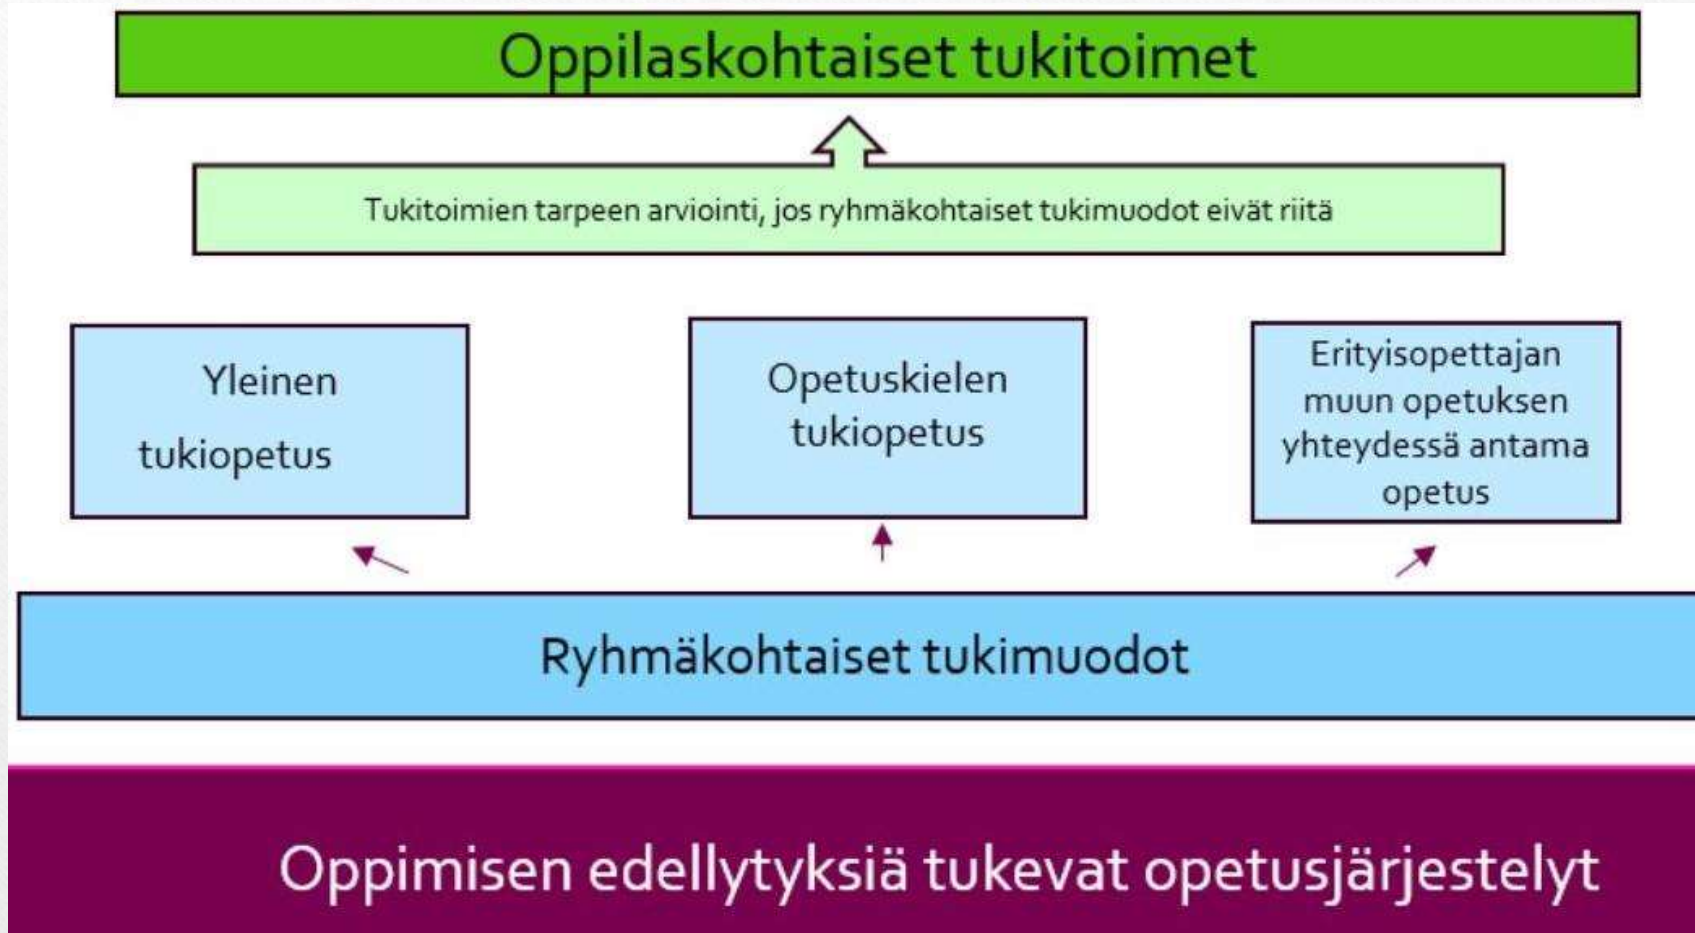 Oppilaskohtaiset tukitoimet
Tukitoimien tarpeen arviointi, jos ryhmäkohtaiset tukimuodot eivät riitä
Yleinen
tukiopetus
Opetuskielen
tukiopetus
Erityisopettajan
muun opetuksen
yhteydessä antama
opetus
Ryhmäkohtaiset tukimuodot
Oppimisen edellytyksiä tukevat opetusjärjestelyt